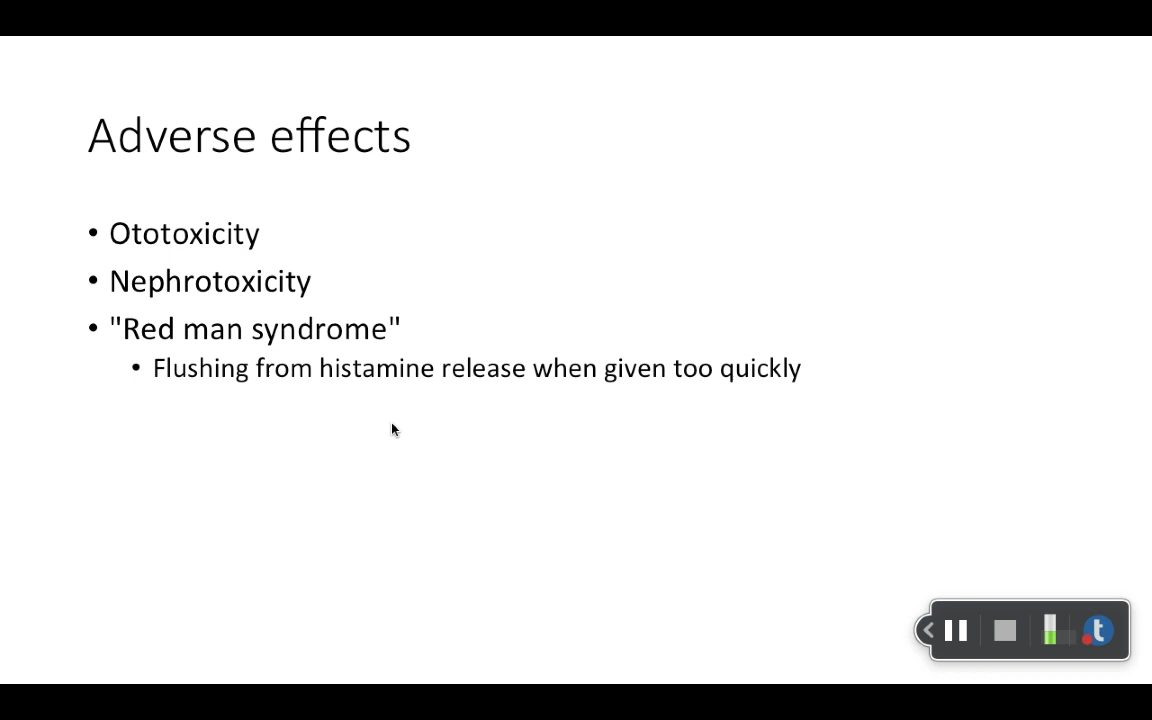 Adverse effects
• Ototoxicity
• Nephrotoxicity
• "Red man syndrome"
• Flushing from histamine release when given too quickly
t